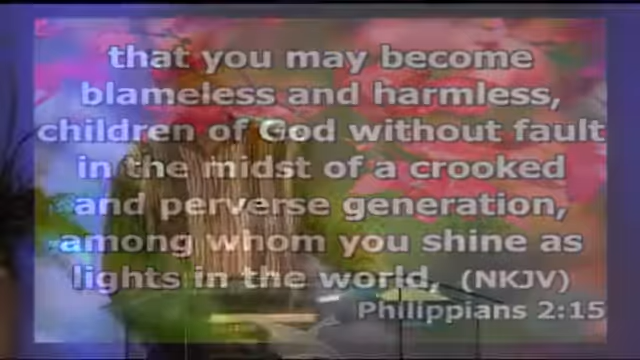 that you may become
blameless and harmless,
children of God without fault
in the midst of a crooked
and perverse generation,
among whom you shine as
lights in the world, (NKJV)
Philippians 2:15